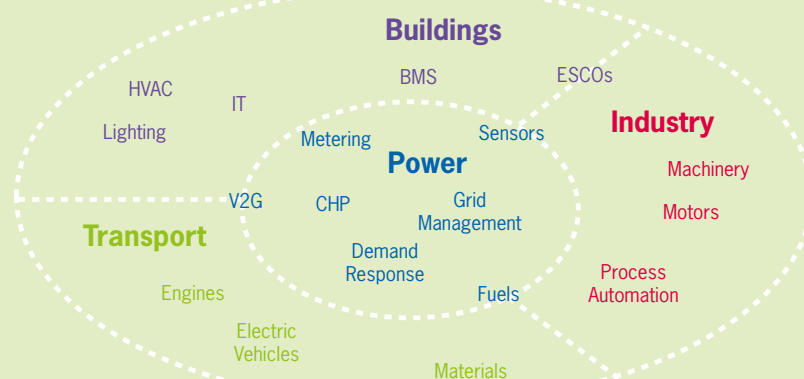 Buildings
BMS
ESCOs
HVAC
IT
Lighting
Metering
Sensors
Industry
Power
Machinery
V2G
CHP
Grid
Management
Motors
Transport
Demand
Response
Process
Automation
Engines
Fuels
Electric
Vehicles
Materials